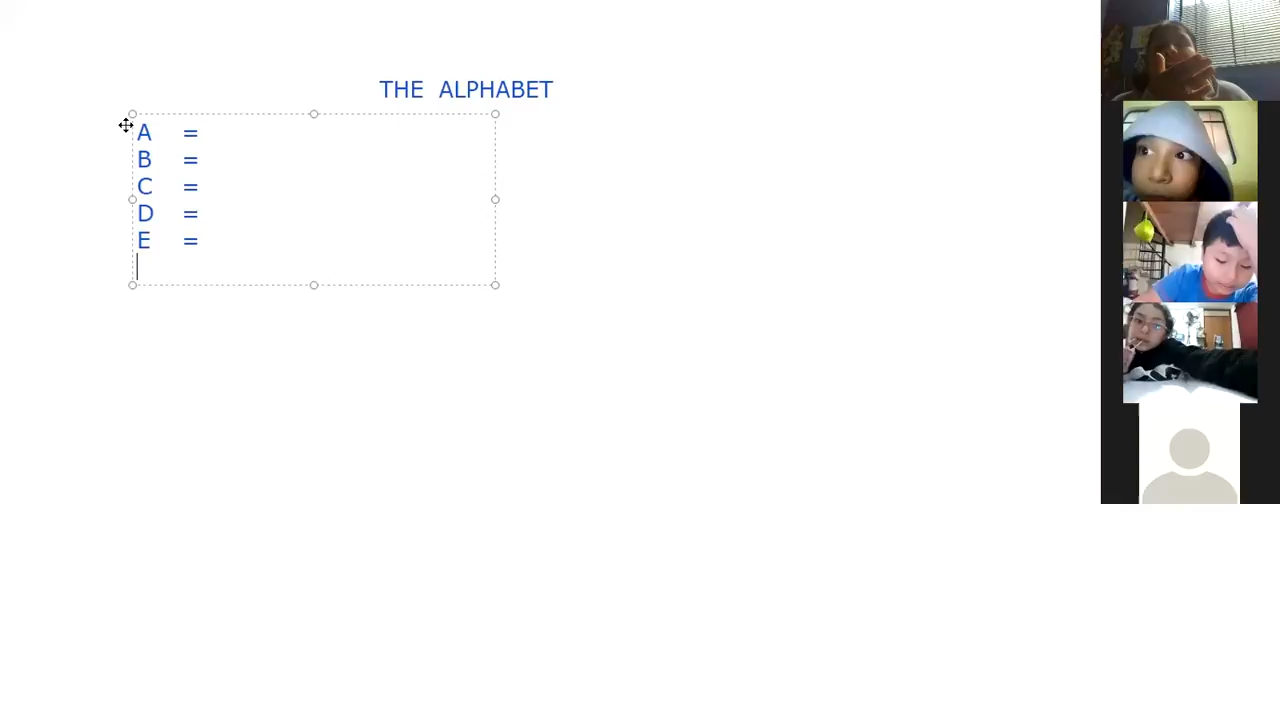 THE ALPHABET
A =
B =
C =
D =
E =